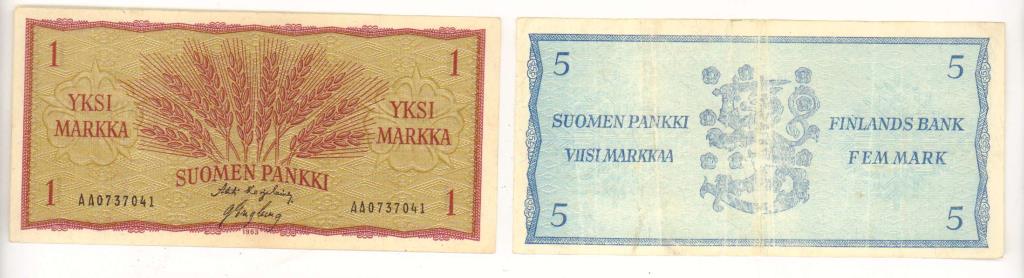 1
1
YKSI
MARKKA
YKSI
MARKKA
SUOMEN PANKKI
1
AA0737041
AA0737041
1
1963
5
5
SUOMEN PANKKI
FINLANDS BANK
VIISI MARKKAA
FEM MARK
5
5